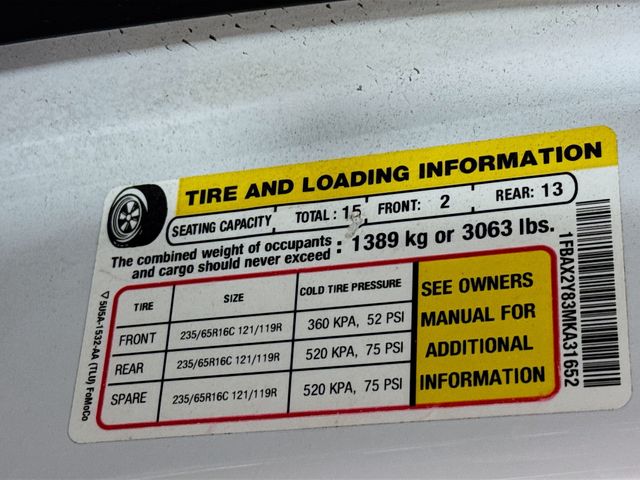 TIRE AND LOADING INFORMATION
SEATING CAPACITY TOTAL : 15 FRONT: 2 REAR: 13
The combined weight of occupants
and cargo should never exceed : 1389 kg or 3063 lbs.
TIRE SIZE COLD TIRE PRESSURE
FRONT 235/65R16C 121/119R 360 KPA, 52 PSI
REAR 235/65R16C 121/119R 520 KPA, 75 PSI
SPARE 235/65R16C 121/119R 520 KPA, 75 PSI
SEE OWNERS
MANUAL FOR
ADDITIONAL
INFORMATION
1FBAX2Y83MKA31652
5U5A-1532-AA (TLU) FoMoCo